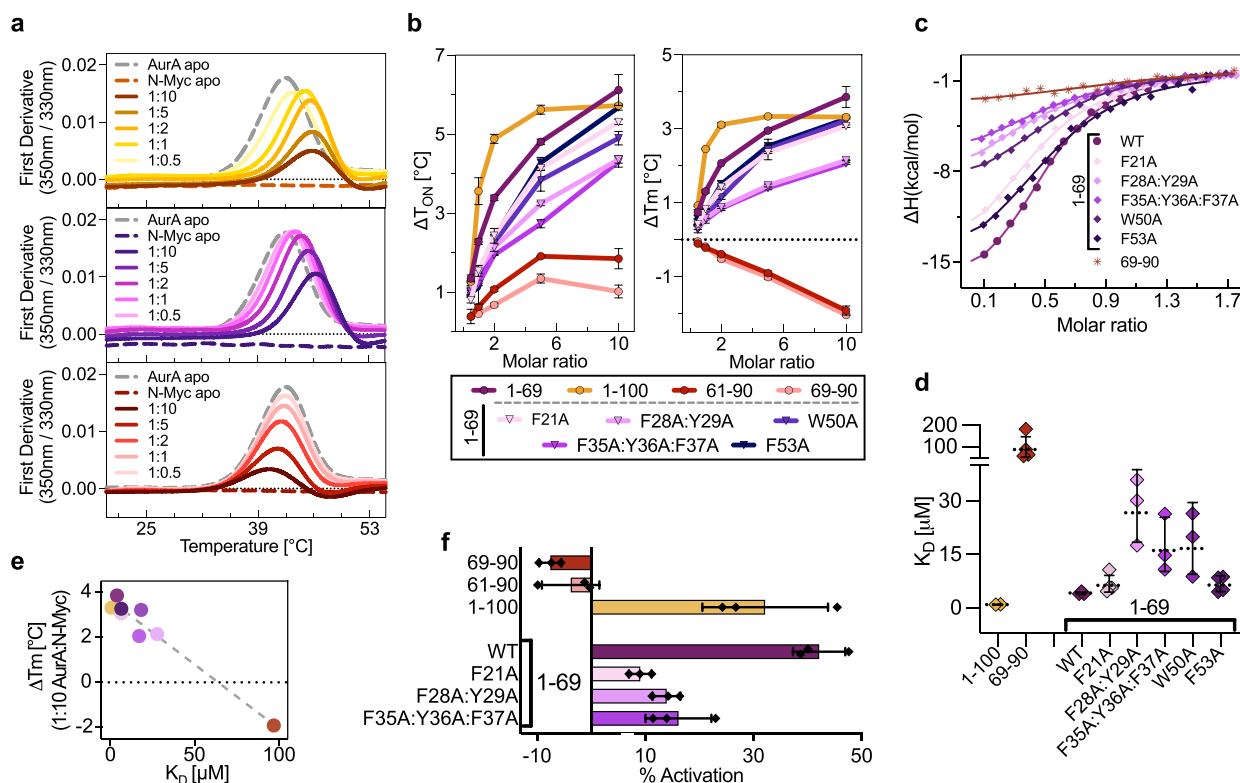 a
0.02
0.01
0.00
First Derivative
(350nm / 330nm)
AurA apo
N-Myc apo
1:10
1:5
1:2
1:1
1:0.5
0.02
0.01
0.00
First Derivative
(350nm / 330nm)
AurA apo
N-Myc apo
1:10
1:5
1:2
1:1
1:0.5
0.02
0.01
0.00
First Derivative
(350nm / 330nm)
AurA apo
N-Myc apo
1:10
1:5
1:2
1:1
1:0.5
25 39 53
Temperature [°C]
b
7
5
3
1
ΔTON [°C]
2 4 6 8 10
Molar ratio
5
3
1
-1
ΔTm [°C]
2 4 6 8 10
Molar ratio
1-69 1-100 61-90 69-90
1-69
F21A F28A:Y29A W50A
F35A:Y36A:F37A F53A
c
-1
-8
-15
ΔH(kcal/mol)
1-69
WT
F21A
F28A:Y29A
F35A:Y36A:F37A
W50A
F53A
69-90
0.1 0.5 0.9 1.3 1.7
Molar ratio
d
200
100
30
15
0
KD [µM]
1-69
1-100
69-90
WT
F21A
F28A:Y29A
F35A:Y36A:F37A
W50A
F53A
e
4
2
0
-2
ΔTm [°C]
(1:10 AurA:N-Myc)
0 50 100
KD [µM]
f
69-90
61-90
1-100
WT
F21A
F28A:Y29A
F35A:Y36A:F37A
1-69
-10 10 30 50
% Activation